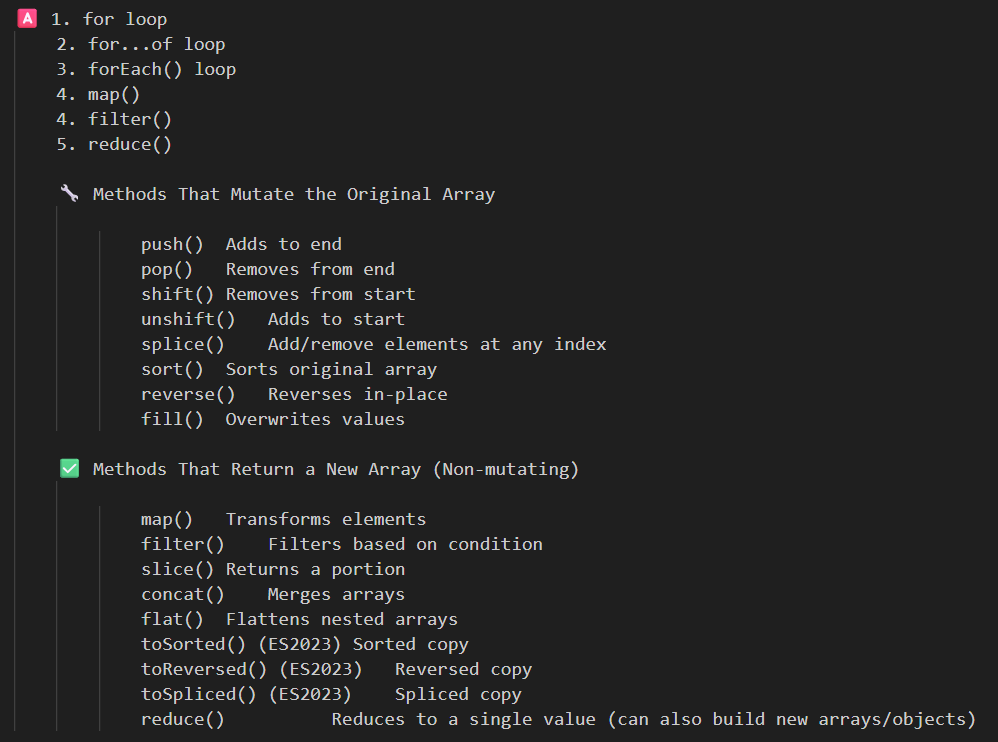 🅰 1. for loop
2. for...of loop
3. forEach() loop
4. map()
4. filter()
5. reduce()
🔧 Methods That Mutate the Original Array
push() Adds to end
pop() Removes from end
shift() Removes from start
unshift() Adds to start
splice() Add/remove elements at any index
sort() Sorts original array
reverse() Reverses in-place
fill() Overwrites values
✅ Methods That Return a New Array (Non-mutating)
map() Transforms elements
filter() Filters based on condition
slice() Returns a portion
concat() Merges arrays
flat() Flattens nested arrays
toSorted() (ES2023) Sorted copy
toReversed() (ES2023) Reversed copy
toSpliced() (ES2023) Spliced copy
reduce() Reduces to a single value (can also build new arrays/objects)